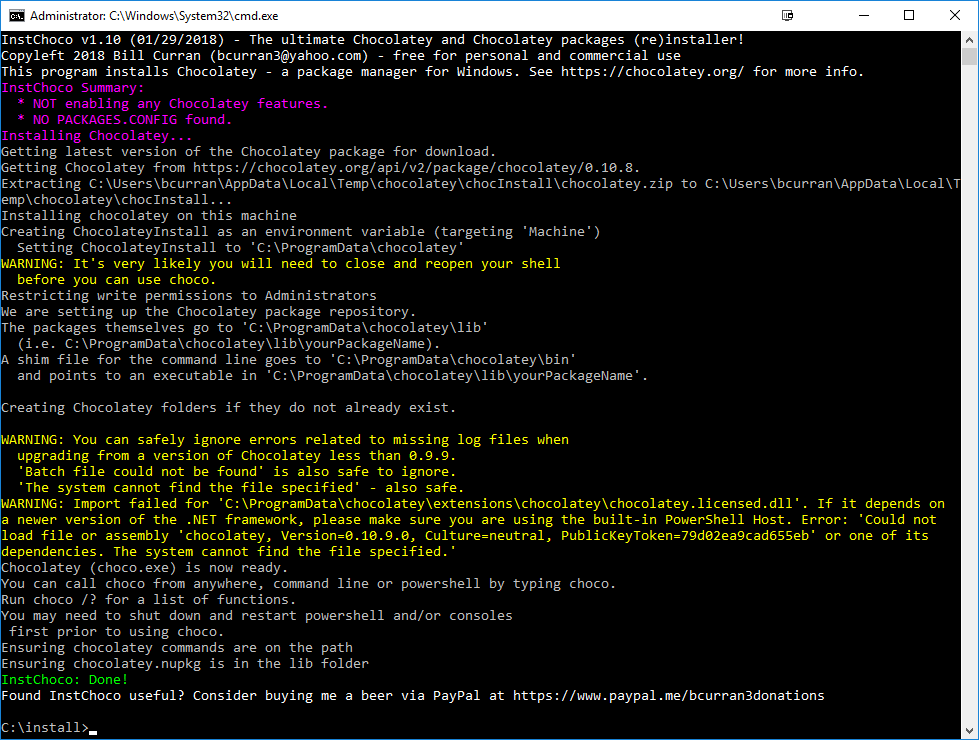 Administrator: C:\Windows\System32\cmd.exe
InstChoco v1.10 (01/29/2018) - The ultimate Chocolatey and Chocolatey packages (re)installer!
Copyleft 2018 Bill Curran (bcurran3@yahoo.com) - free for personal and commercial use
This program installs Chocolatey - a package manager for Windows. See https://chocolatey.org/ for more info.
InstChoco Summary:
  * NOT enabling any Chocolatey features.
  * NO PACKAGES.CONFIG found.
Installing Chocolatey...
Getting latest version of the Chocolatey package for download.
Getting Chocolatey from https://chocolatey.org/api/v2/package/chocolatey/0.10.8.
Extracting C:\Users\bcurran\AppData\Local\Temp\chocolatey\chocInstall\chocolatey.zip to C:\Users\bcurran\AppData\Local\T
emp\chocolatey\chocInstall...
Installing chocolatey on this machine
Creating ChocolateyInstall as an environment variable (targeting 'Machine')
  Setting ChocolateyInstall to 'C:\ProgramData\chocolatey'
WARNING: It's very likely you will need to close and reopen your shell
  before you can use choco.
Restricting write permissions to Administrators
We are setting up the Chocolatey package repository.
The packages themselves go to 'C:\ProgramData\chocolatey\lib'
  (i.e. C:\ProgramData\chocolatey\lib\yourPackageName).
A shim file for the command line goes to 'C:\ProgramData\chocolatey\bin'
  and points to an executable in 'C:\ProgramData\chocolatey\lib\yourPackageName'.
Creating Chocolatey folders if they do not already exist.
WARNING: You can safely ignore errors related to missing log files when
  upgrading from a version of Chocolatey less than 0.9.9.
  'Batch file could not be found' is also safe to ignore.
  'The system cannot find the file specified' - also safe.
WARNING: Import failed for 'C:\ProgramData\chocolatey\extensions\chocolatey\chocolatey.licensed.dll'. If it depends on
a newer version of the .NET framework, please make sure you are using the built-in PowerShell Host. Error: 'Could not
load file or assembly 'chocolatey, Version=0.10.9.0, Culture=neutral, PublicKeyToken=79d02ea9cad655eb' or one of its
dependencies. The system cannot find the file specified.'
Chocolatey (choco.exe) is now ready.
You can call choco from anywhere, command line or powershell by typing choco.
Run choco /? for a list of functions.
You may need to shut down and restart powershell and/or consoles
 first prior to using choco.
Ensuring chocolatey commands are on the path
Ensuring chocolatey.nupkg is in the lib folder
InstChoco: Done!
Found InstChoco useful? Consider buying me a beer via PayPal at https://www.paypal.me/bcurran3donations
C:\install>